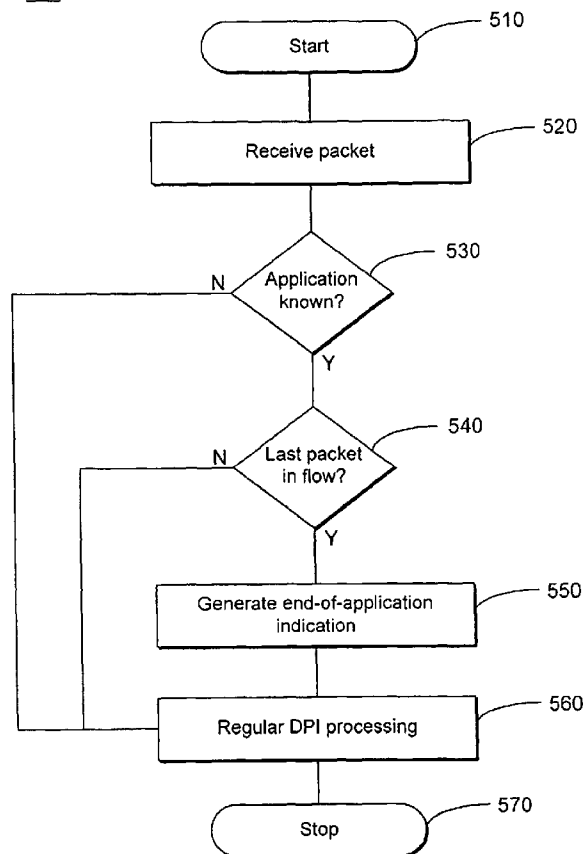 Start
510
Receive packet
520
Application
known?
530
N
Y
Last packet
in flow?
540
N
Y
Generate end-of-application
indication
550
Regular DPI processing
560
Stop
570